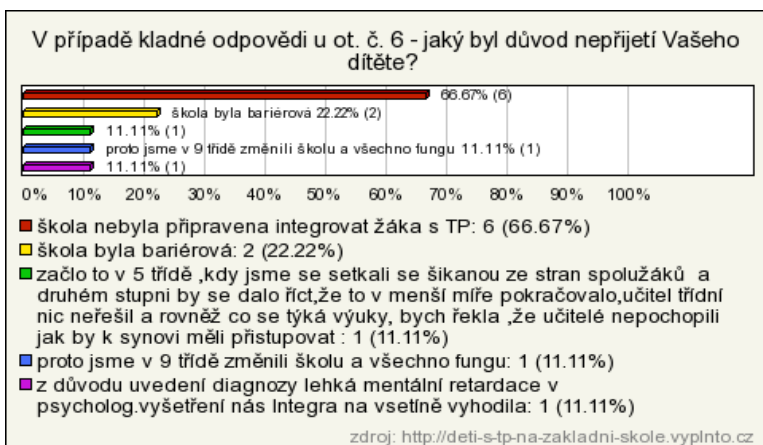 V případě kladné odpovědi u ot. č. 6 - jaký byl důvod nepřijetí Vašeho
dítěte?
66.67% (6)
škola byla bariérová 22.22% (2)
11.11% (1)
proto jsme v 9 třídě změnili školu a všechno fungu 11.11% (1)
11.11% (1)
0% 10% 20% 30% 40% 50% 60% 70% 80% 90% 100%
škola nebyla připravena integrovat žáka s TP: 6 (66.67%)
škola byla bariérová: 2 (22.22%)
začlo to v 5 třídě ,kdy jsme se setkali se šikanou ze stran spolužáků a
druhém stupni by se dalo říct,že to v menší míře pokračovalo,učitel třídní
nic neřešil a rovněž co se týká výuky, bych řekla ,že učitelé nepochopili
jak by k synovi měli přistupovat : 1 (11.11%)
proto jsme v 9 třídě změnili školu a všechno fungu: 1 (11.11%)
z důvodu uvedení diagnozy lehká mentální retardace v
psycholog.vyšetření nás Integra na vsetíně vyhodila: 1 (11.11%)
zdroj: http://deti-s-tp-na-zakladni-skole.vyplnto.cz